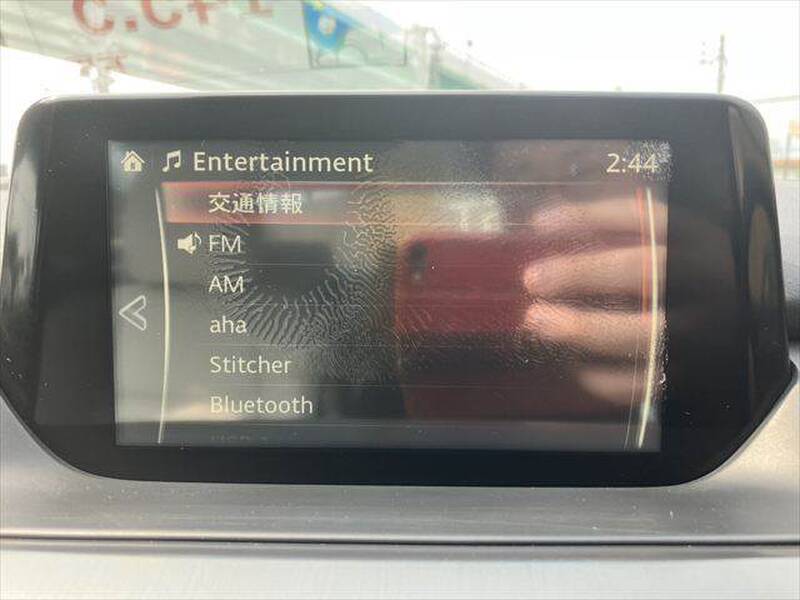 Entertainment 2:44
交通情報
FM
AM
aha
Stitcher
Bluetooth